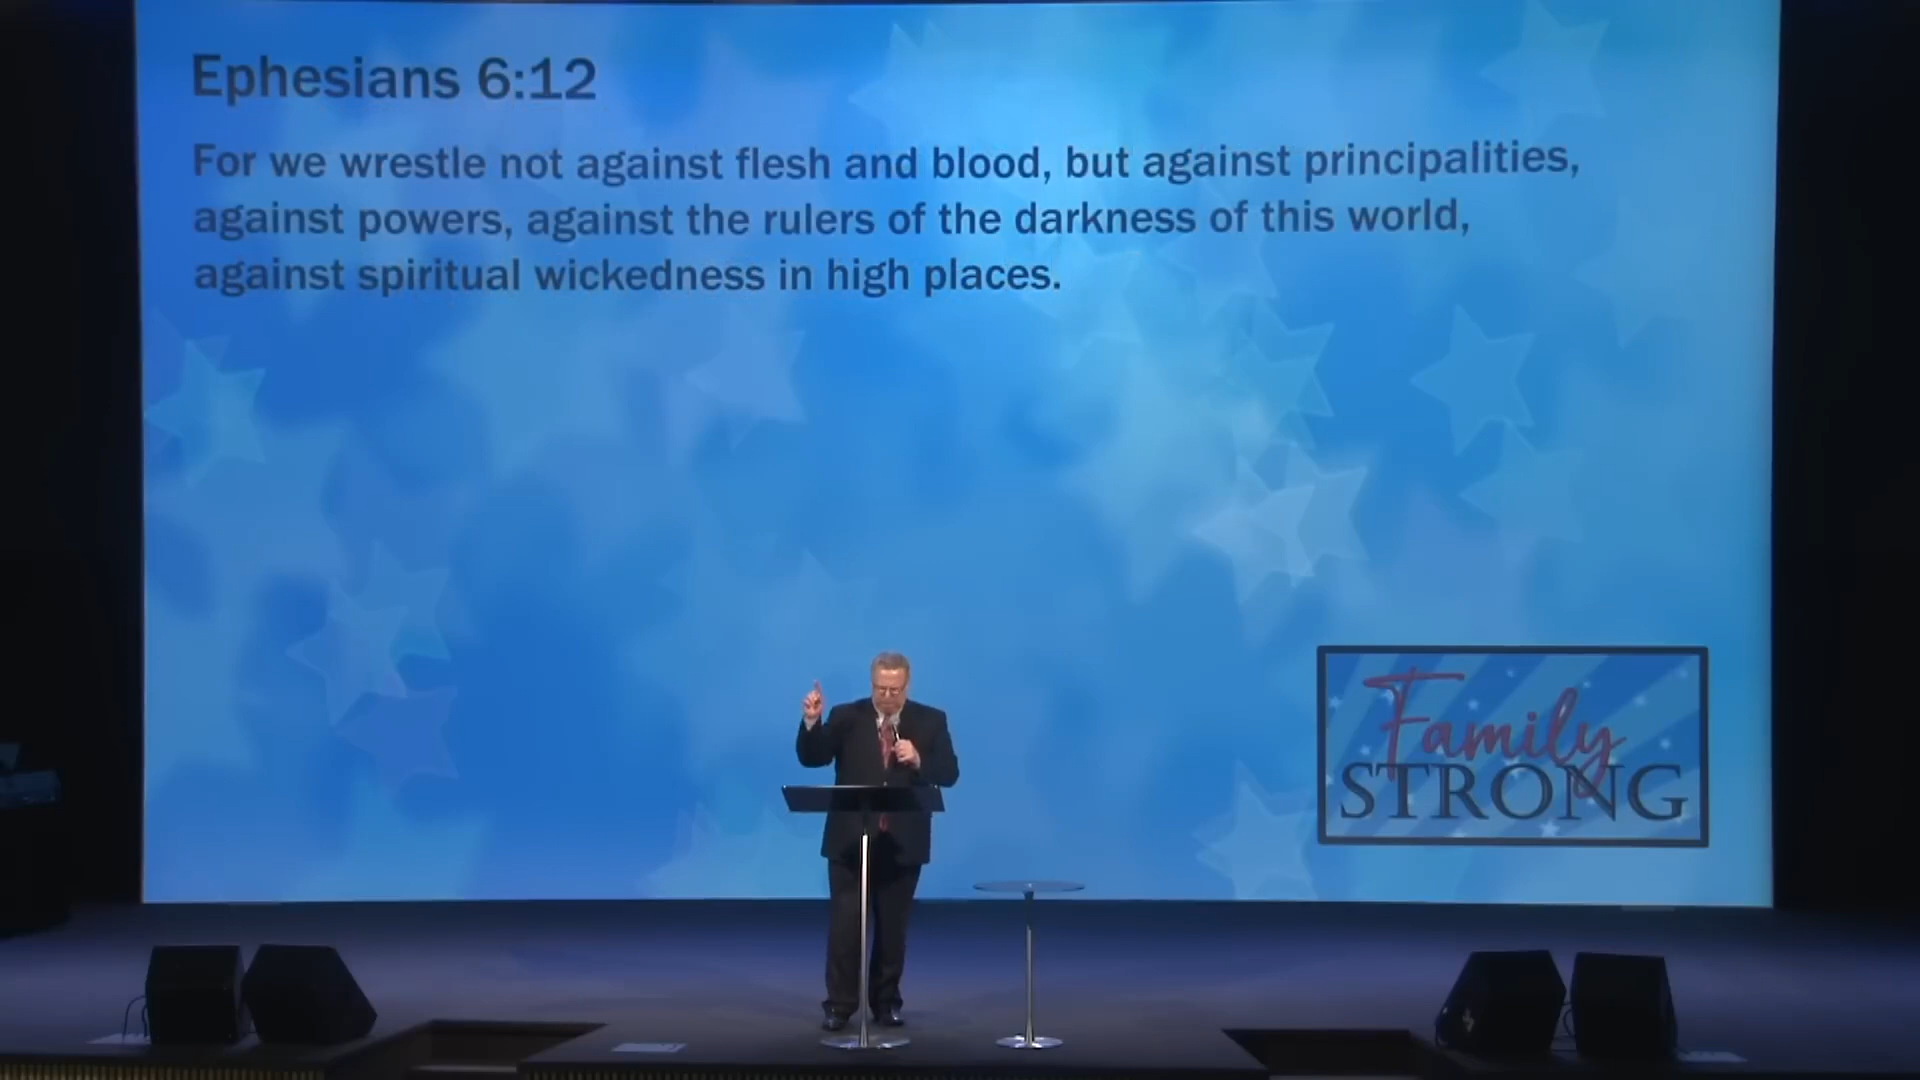 Ephesians 6:12
For we wrestle not against flesh and blood, but against principalities,
against powers, against the rulers of the darkness of this world,
against spiritual wickedness in high places.
Family
STRONG